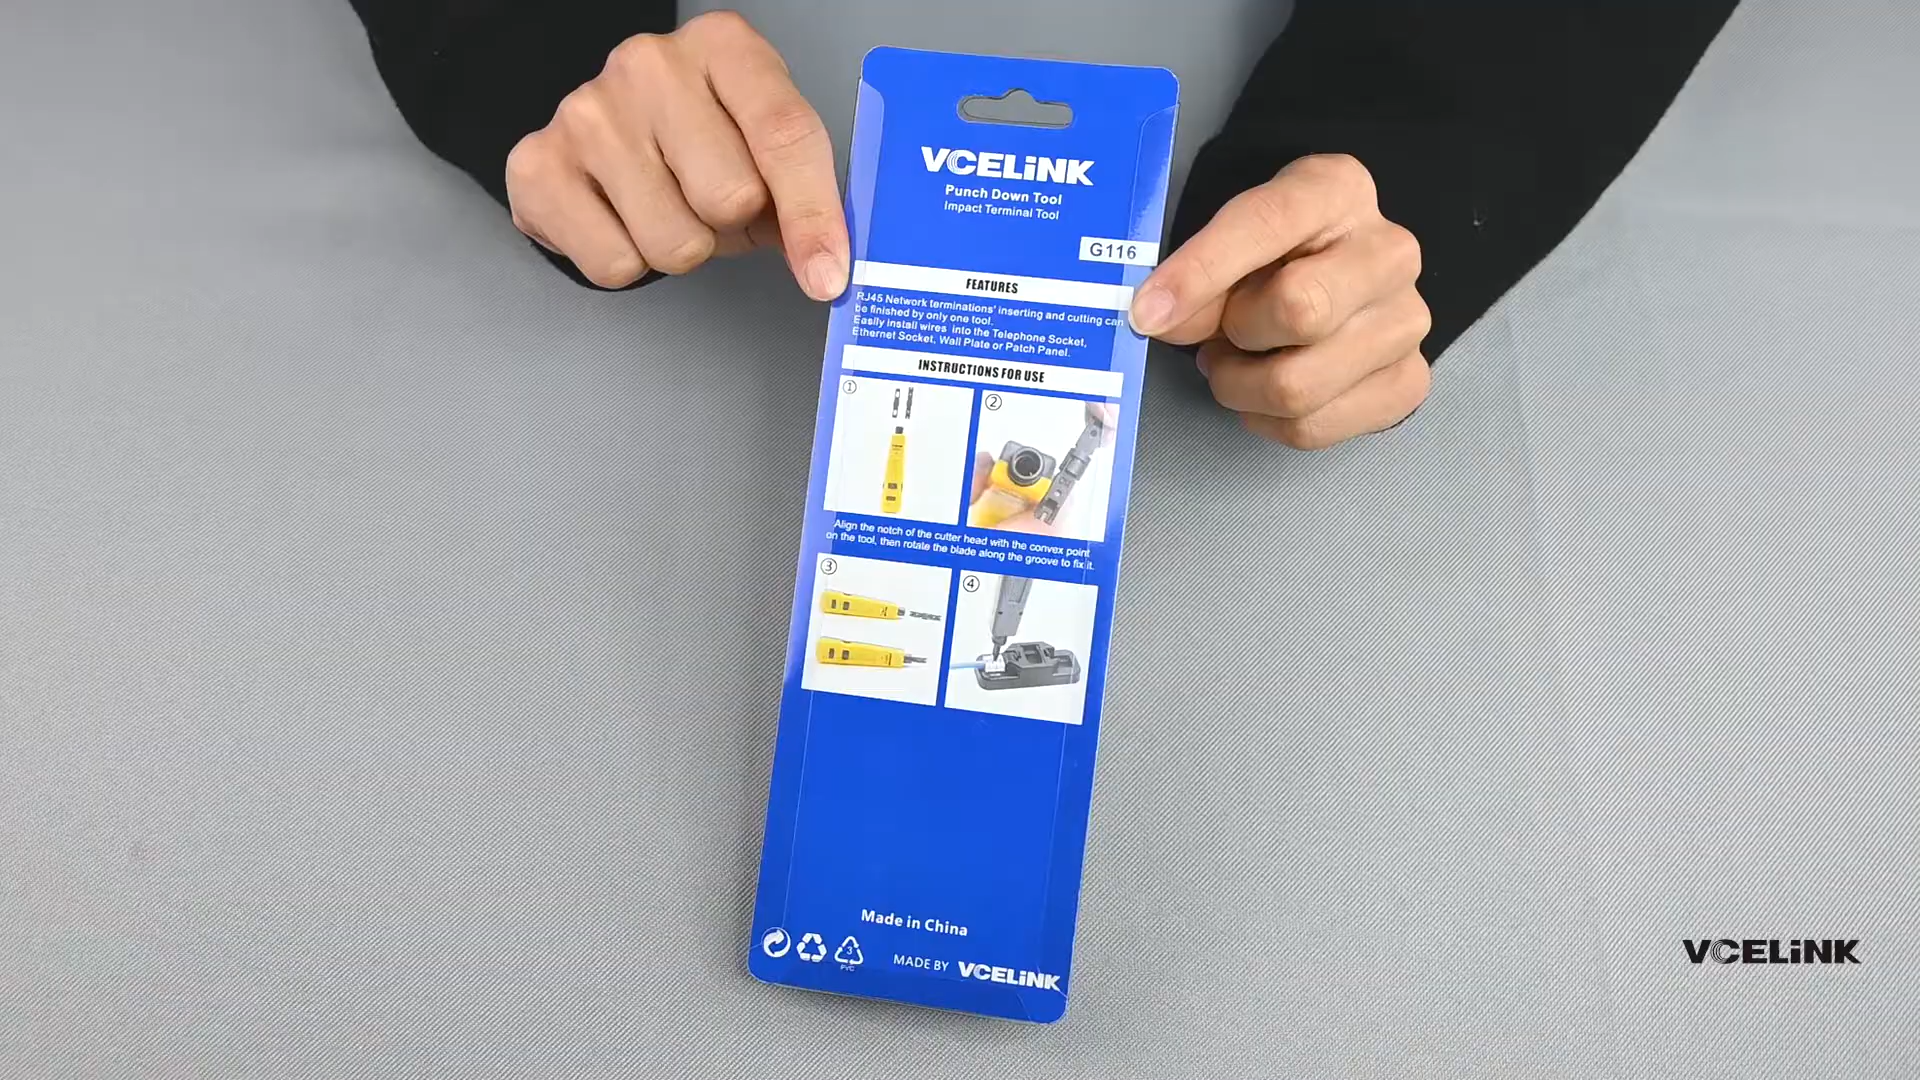 VCELiNK
Punch Down Tool
Impact Terminal Tool
G116
FEATURES
RJ45 Network terminations' inserting and cutting can
be finished by only one tool.
Easily install wires into the Telephone Socket,
Ethernet Socket, Wall Plate or Patch Panel.
INSTRUCTIONS FOR USE
①
②
Align the notch of the cutter head with the convex point
on the tool, then rotate the blade along the groove to fix it.
③
④
Made in China
3
PVC
MADE BY VCELiNK
VCELiNK